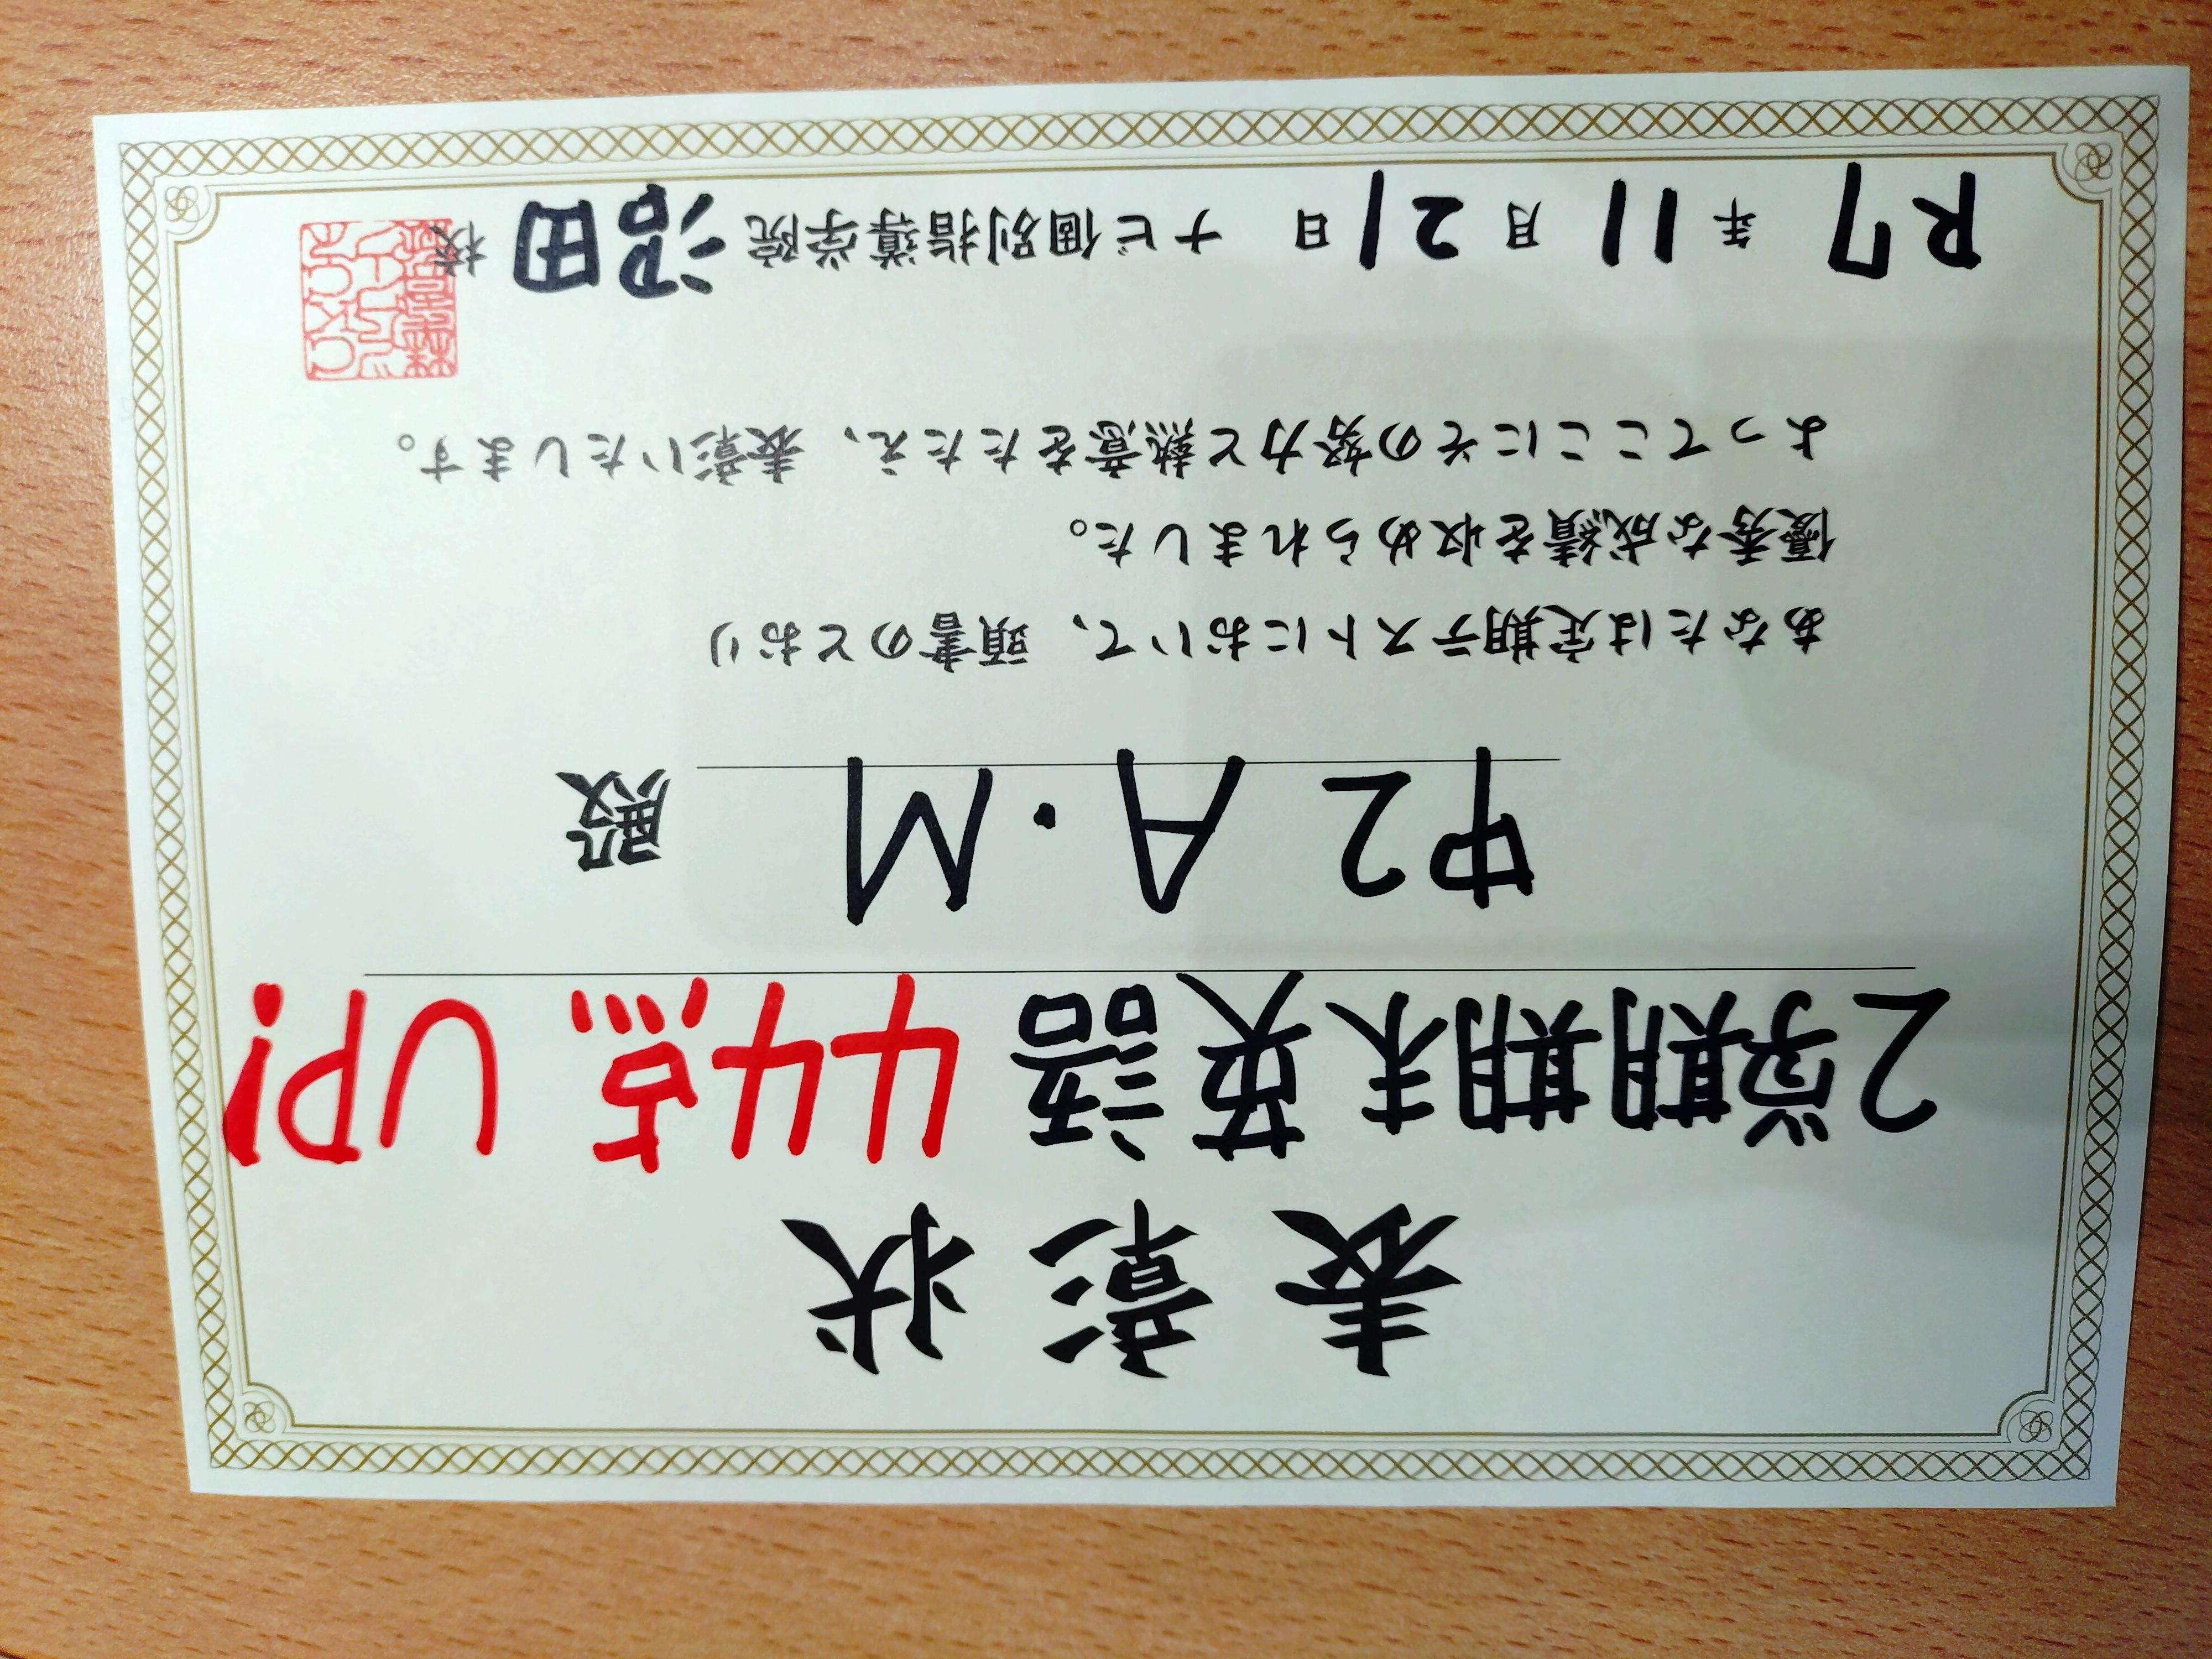 表彰状
2学期期末英語 44点 UP!
中2 A・M 殿
あなたは定期テストにおいて、頭書のとおり
優秀な成績を収められました。
よってここにその努力と熱意をたたえ、表彰いたします。
R7年11月21日 ナビ個別指導学院 沼田校